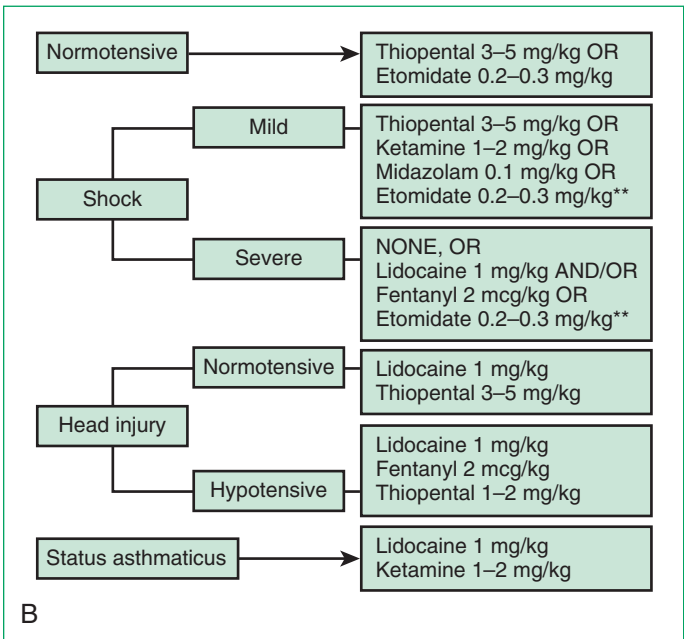 Normotensive
Thiopental 3–5 mg/kg OR
Etomidate 0.2–0.3 mg/kg
Shock
Mild
Thiopental 3–5 mg/kg OR
Ketamine 1–2 mg/kg OR
Midazolam 0.1 mg/kg OR
Etomidate 0.2–0.3 mg/kg**
Severe
NONE, OR
Lidocaine 1 mg/kg AND/OR
Fentanyl 2 mcg/kg OR
Etomidate 0.2–0.3 mg/kg**
Head injury
Normotensive
Lidocaine 1 mg/kg
Thiopental 3–5 mg/kg
Hypotensive
Lidocaine 1 mg/kg
Fentanyl 2 mcg/kg
Thiopental 1–2 mg/kg
Status asthmaticus
Lidocaine 1 mg/kg
Ketamine 1–2 mg/kg
B